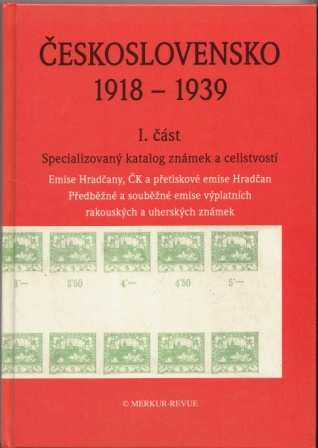 ČESKOSLOVENSKO
1918 – 1939
I. část
Specializovaný katalog známek a celistvostí
Emise Hradčany, ČK a přetiskové emise Hradčan
Předběžné a souběžné emise výplatních
rakouských a uherských známek
3'50 4'— 4'50 5'—
© MERKUR-REVUE